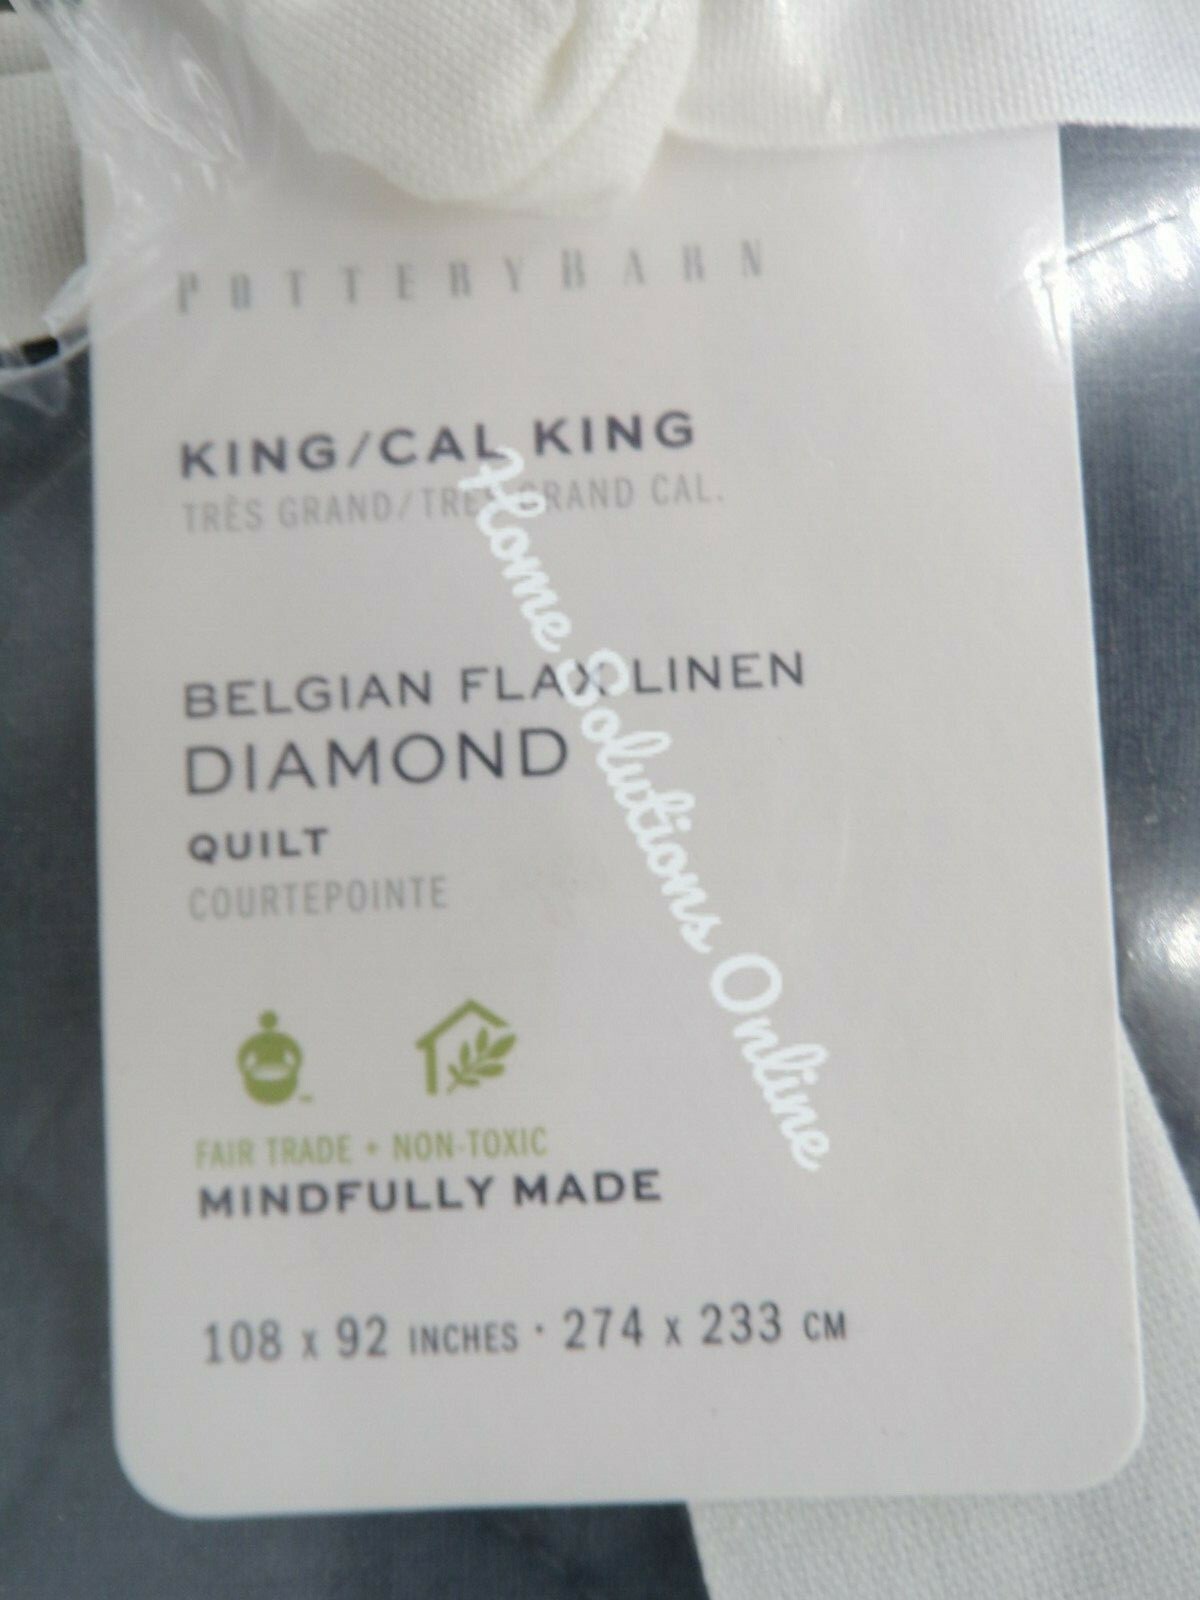 POTTERYBARN
KING/CAL KING
TRÈS GRAND/TRÈS GRAND CAL.
BELGIAN FLAX LINEN
DIAMOND
QUILT
COURTEPOINTE
FAIR TRADE + NON-TOXIC
MINDFULLY MADE
108 x 92 INCHES · 274 x 233 CM
Home Solutions Online